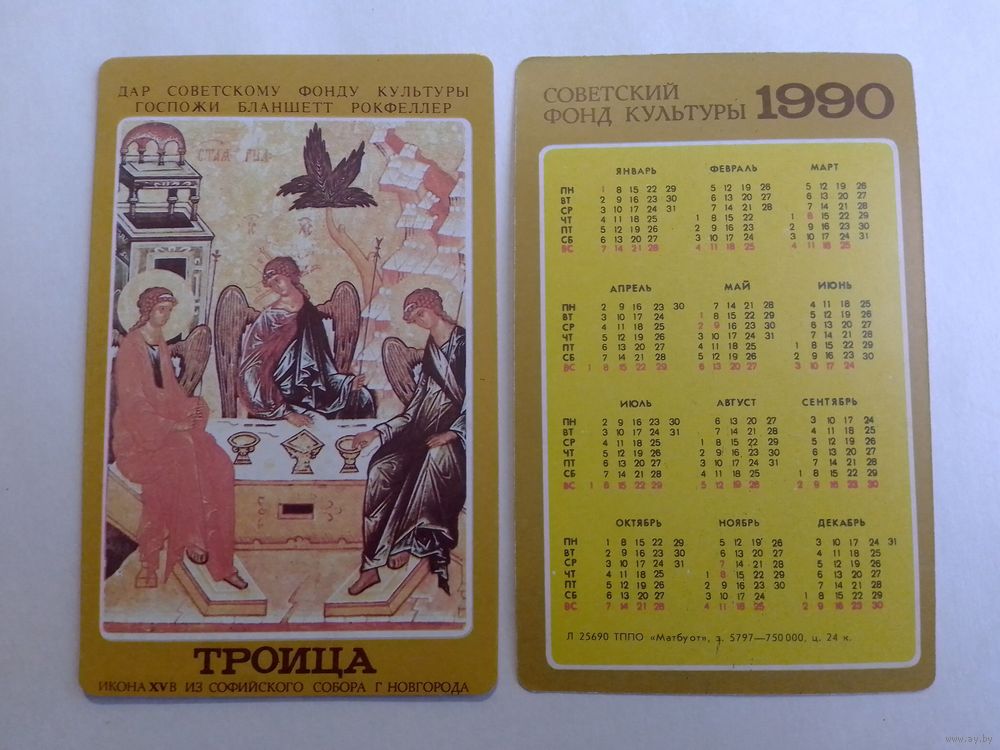 ДАР СОВЕТСКОМУ ФОНДУ КУЛЬТУРЫ
ГОСПОЖИ БЛАНШЕТТ РОКФЕЛЛЕР
ТРОИЦА
ИКОНА XV В ИЗ СОФИЙСКОГО СОБОРА Г НОВГОРОДА
СОВЕТСКИЙ
ФОНД КУЛЬТУРЫ 1990
ЯНВАРЬ ФЕВРАЛЬ МАРТ
ПН 1 8 15 22 29 5 12 19 26 5 12 19 26
ВТ 2 9 16 23 30 6 13 20 27 6 13 20 27
СР 3 10 17 24 31 7 14 21 28 7 14 21 28
ЧТ 4 11 18 25 1 8 15 22 1 8 15 22 29
ПТ 5 12 19 26 2 9 16 23 2 9 16 23 30
СБ 6 13 20 27 3 10 17 24 3 10 17 24 31
ВС 7 14 21 28 4 11 18 25 4 11 18 25
АПРЕЛЬ МАЙ ИЮНЬ
ПН 2 9 16 23 30 7 14 21 28 4 11 18 25
ВТ 3 10 17 24 1 8 15 22 29 5 12 19 26
СР 4 11 18 25 2 9 16 23 30 6 13 20 27
ЧТ 5 12 19 26 3 10 17 24 31 7 14 21 28
ПТ 6 13 20 27 4 11 18 25 1 8 15 22 29
СБ 7 14 21 28 5 12 19 26 2 9 16 23 30
ВС 1 8 15 22 29 6 13 20 27 3 10 17 24
ИЮЛЬ АВГУСТ СЕНТЯБРЬ
ПН 2 9 16 23 30 6 13 20 27 3 10 17 24
ВТ 3 10 17 24 31 7 14 21 28 4 11 18 25
СР 4 11 18 25 1 8 15 22 29 5 12 19 26
ЧТ 5 12 19 26 2 9 16 23 30 6 13 20 27
ПТ 6 13 20 27 3 10 17 24 31 7 14 21 28
СБ 7 14 21 28 4 11 18 25 1 8 15 22 29
ВС 1 8 15 22 29 5 12 19 26 2 9 16 23 30
ОКТЯБРЬ НОЯБРЬ ДЕКАБРЬ
ПН 1 8 15 22 29 5 12 19 26 3 10 17 24 31
ВТ 2 9 16 23 30 6 13 20 27 4 11 18 25
СР 3 10 17 24 31 7 14 21 28 5 12 19 26
ЧТ 4 11 18 25 1 8 15 22 29 6 13 20 27
ПТ 5 12 19 26 2 9 16 23 30 7 14 21 28
СБ 6 13 20 27 3 10 17 24 1 8 15 22 29
ВС 7 14 21 28 4 11 18 25 2 9 16 23 30
Л 25690 ТППО «Матбуот», з. 5797—750 000, ц. 24 к.
www.ay.by